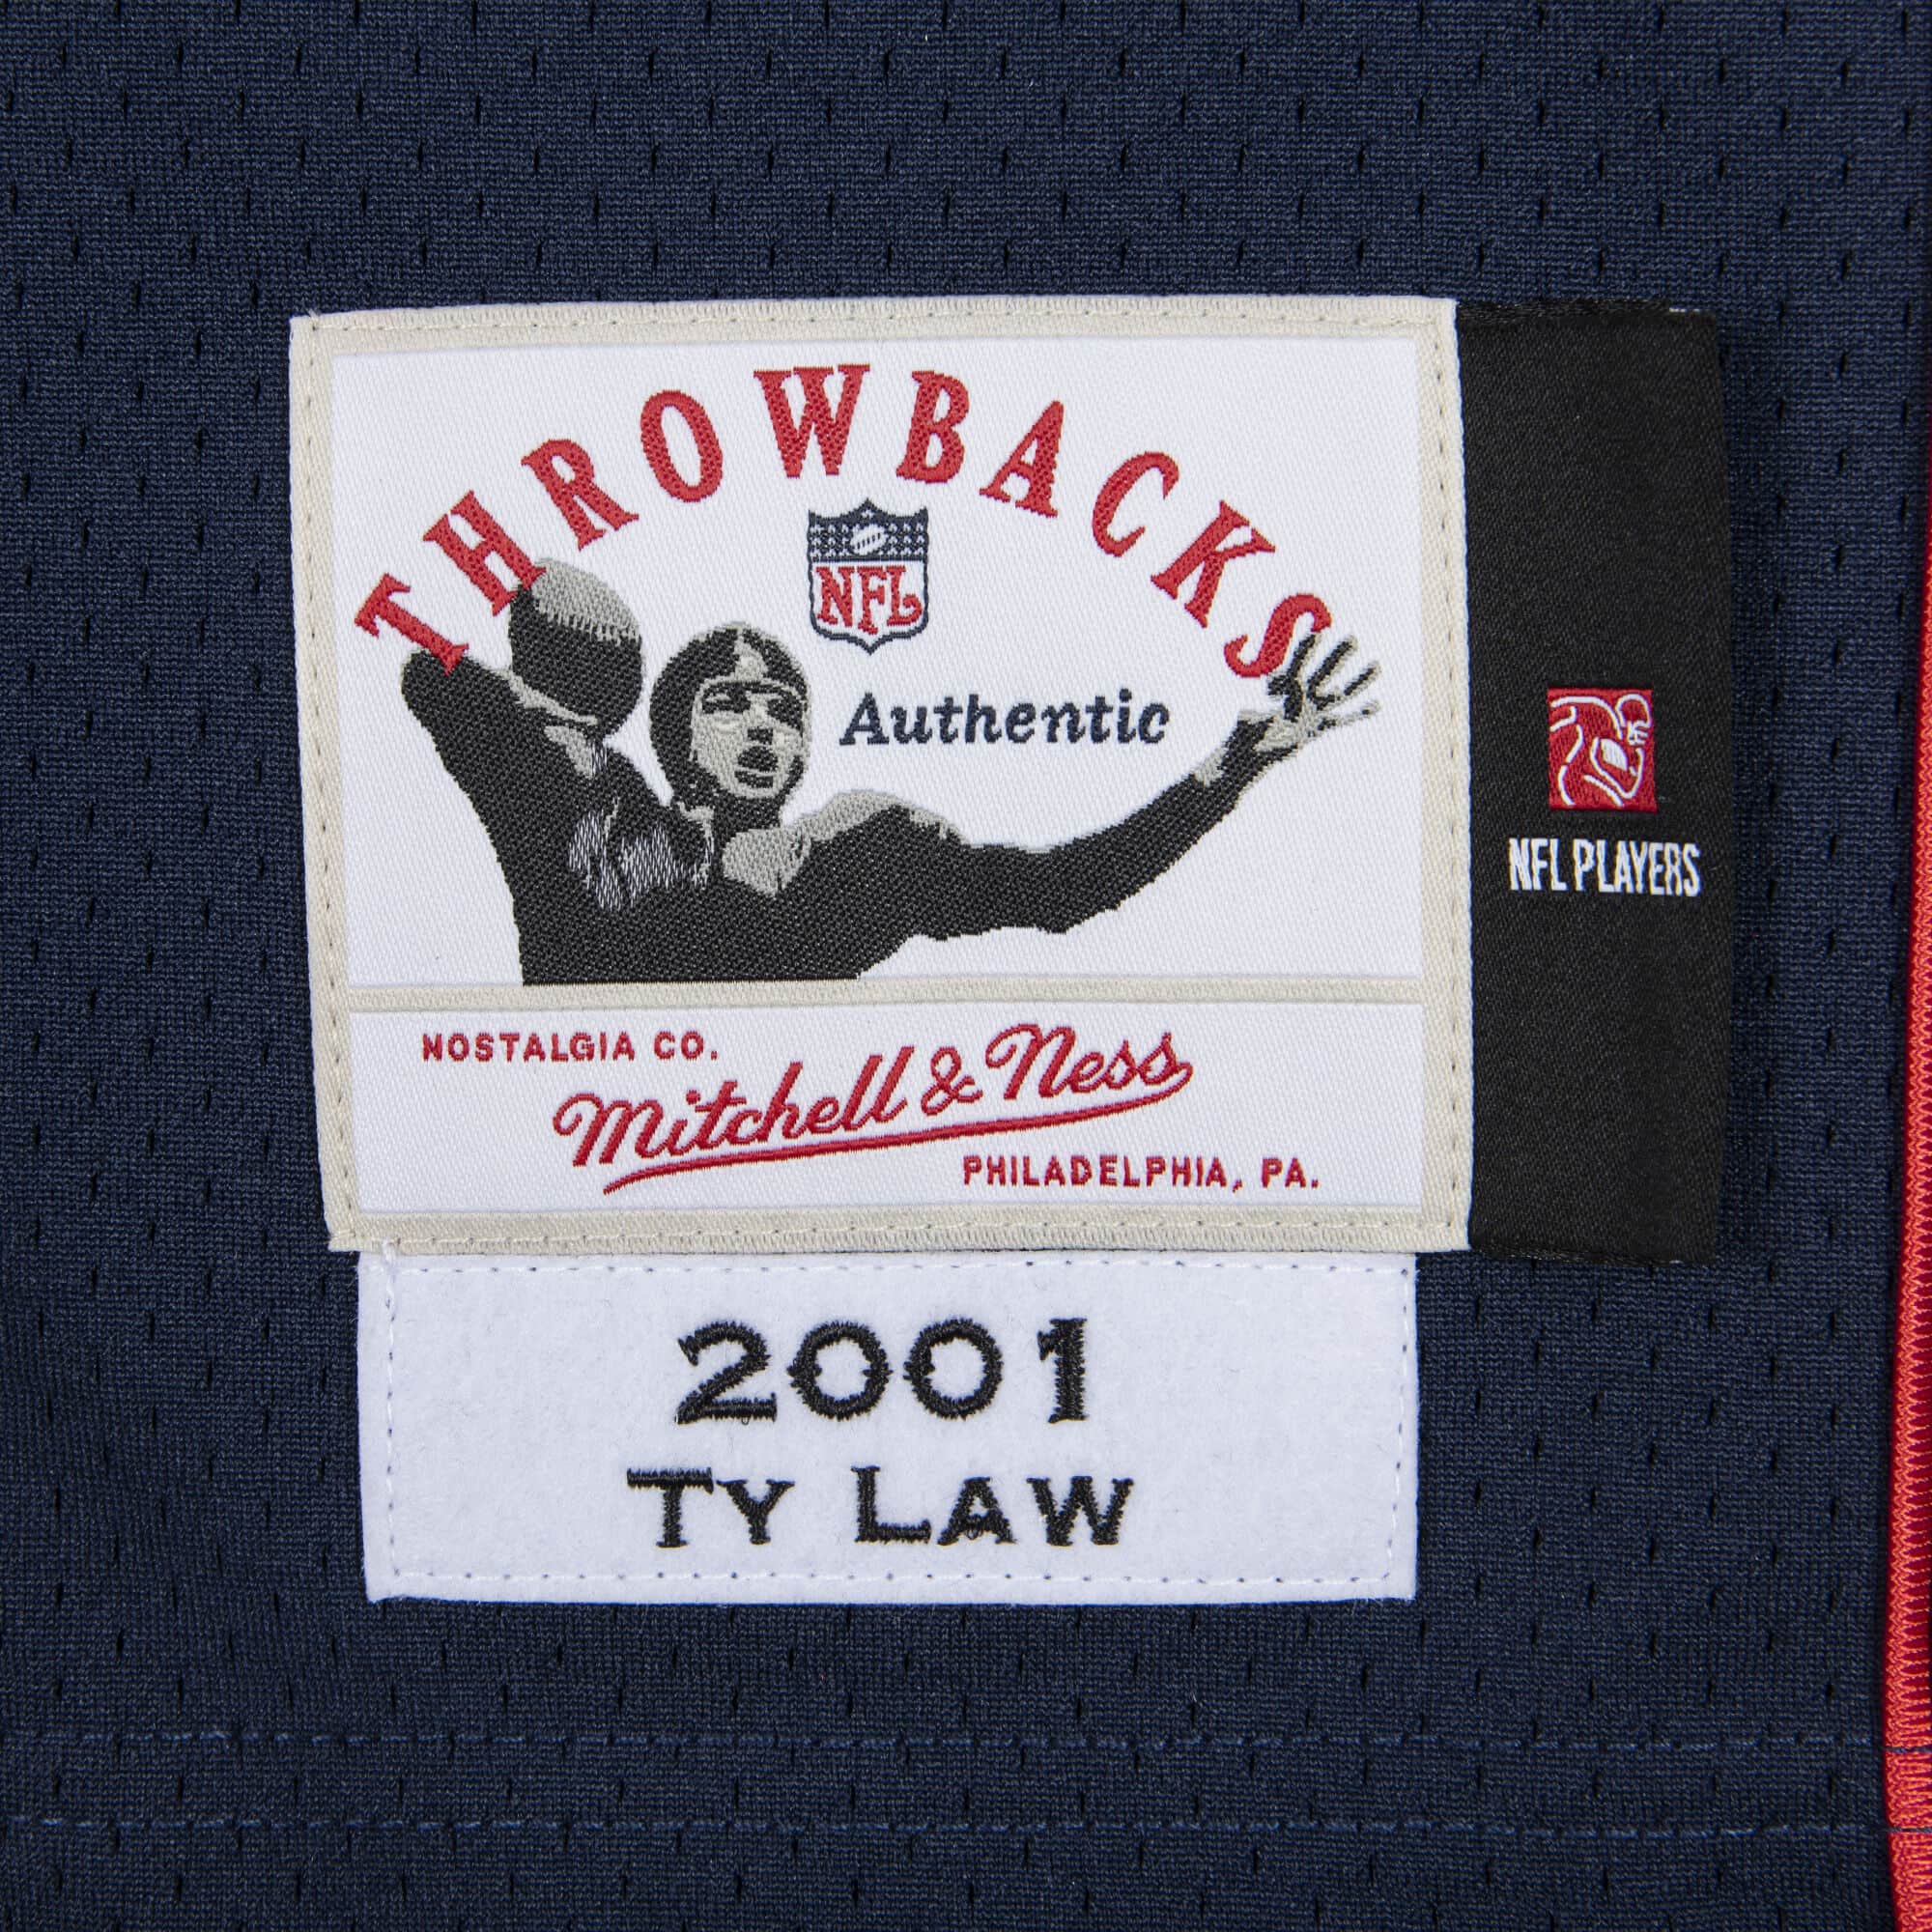 THROWBACKS
NFL
Authentic
NFL PLAYERS
NOSTALGIA CO.
Mitchell & Ness
PHILADELPHIA, PA.
2001
TY LAW